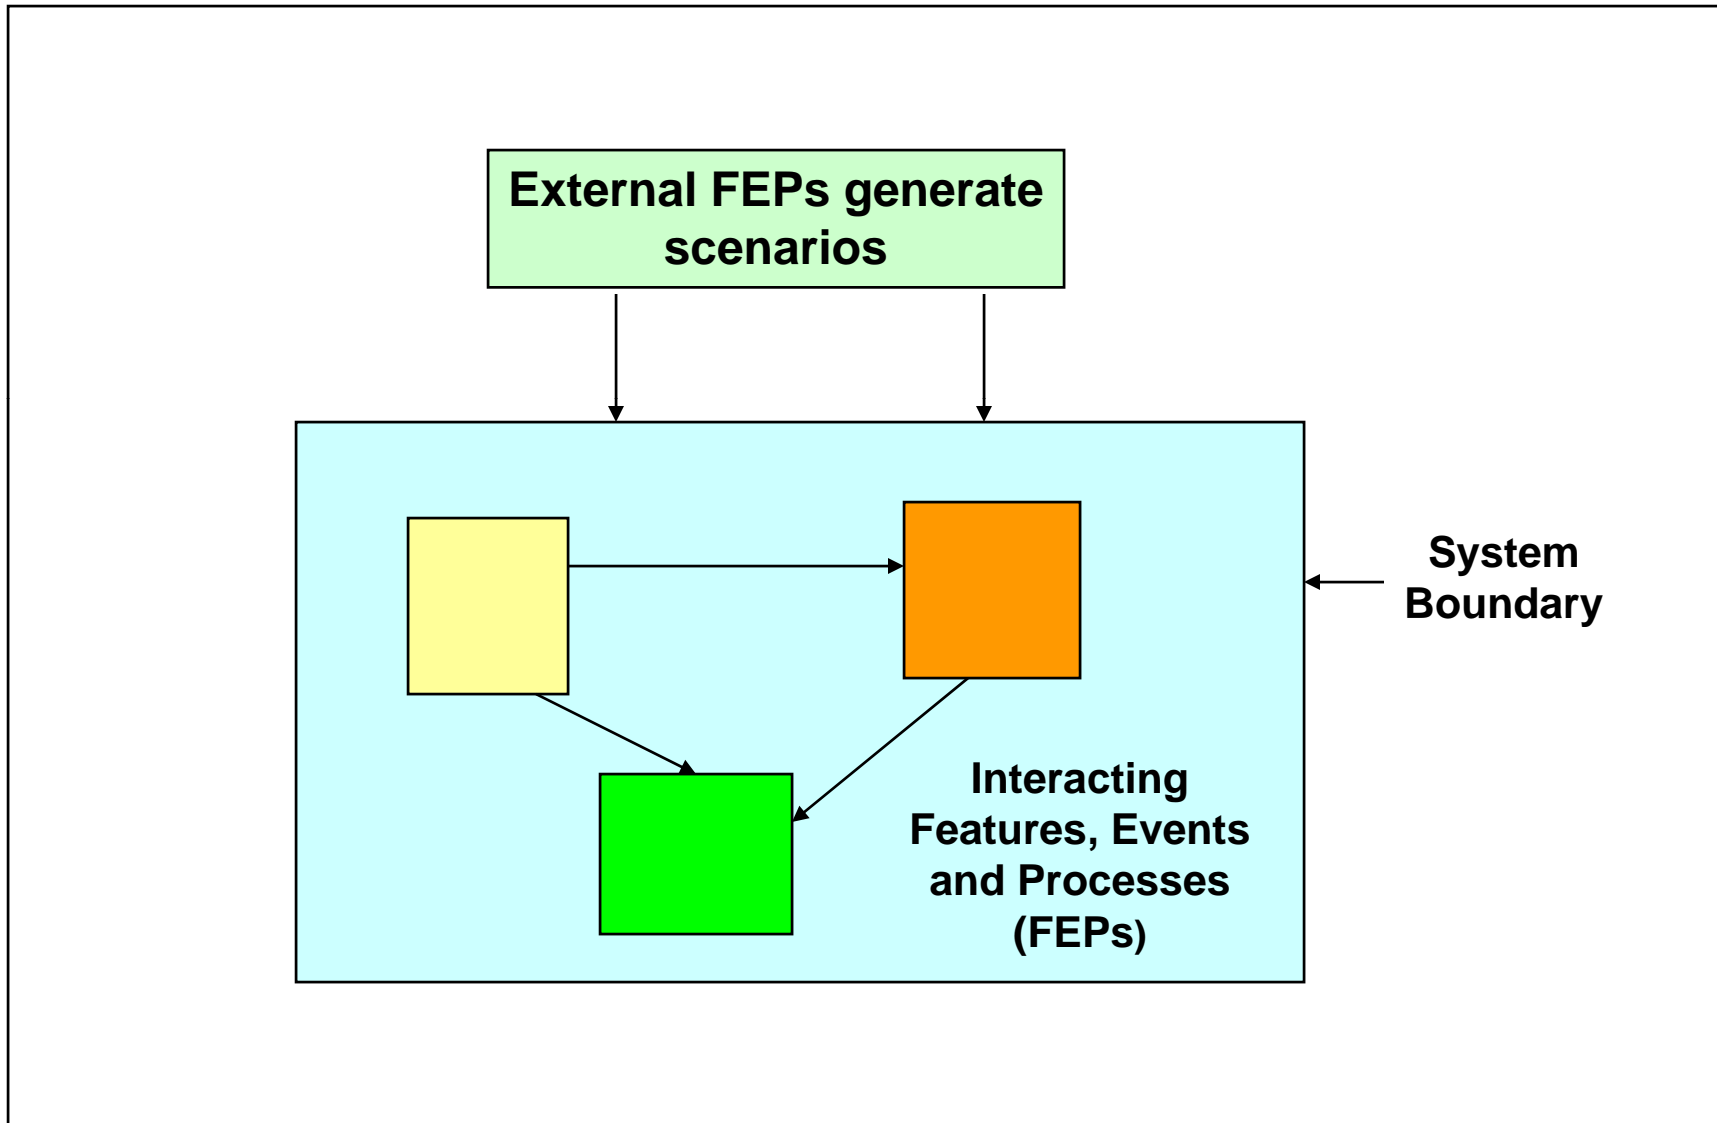 External FEPs generate
scenarios
System
Boundary
Interacting
Features, Events
and Processes
(FEPs)